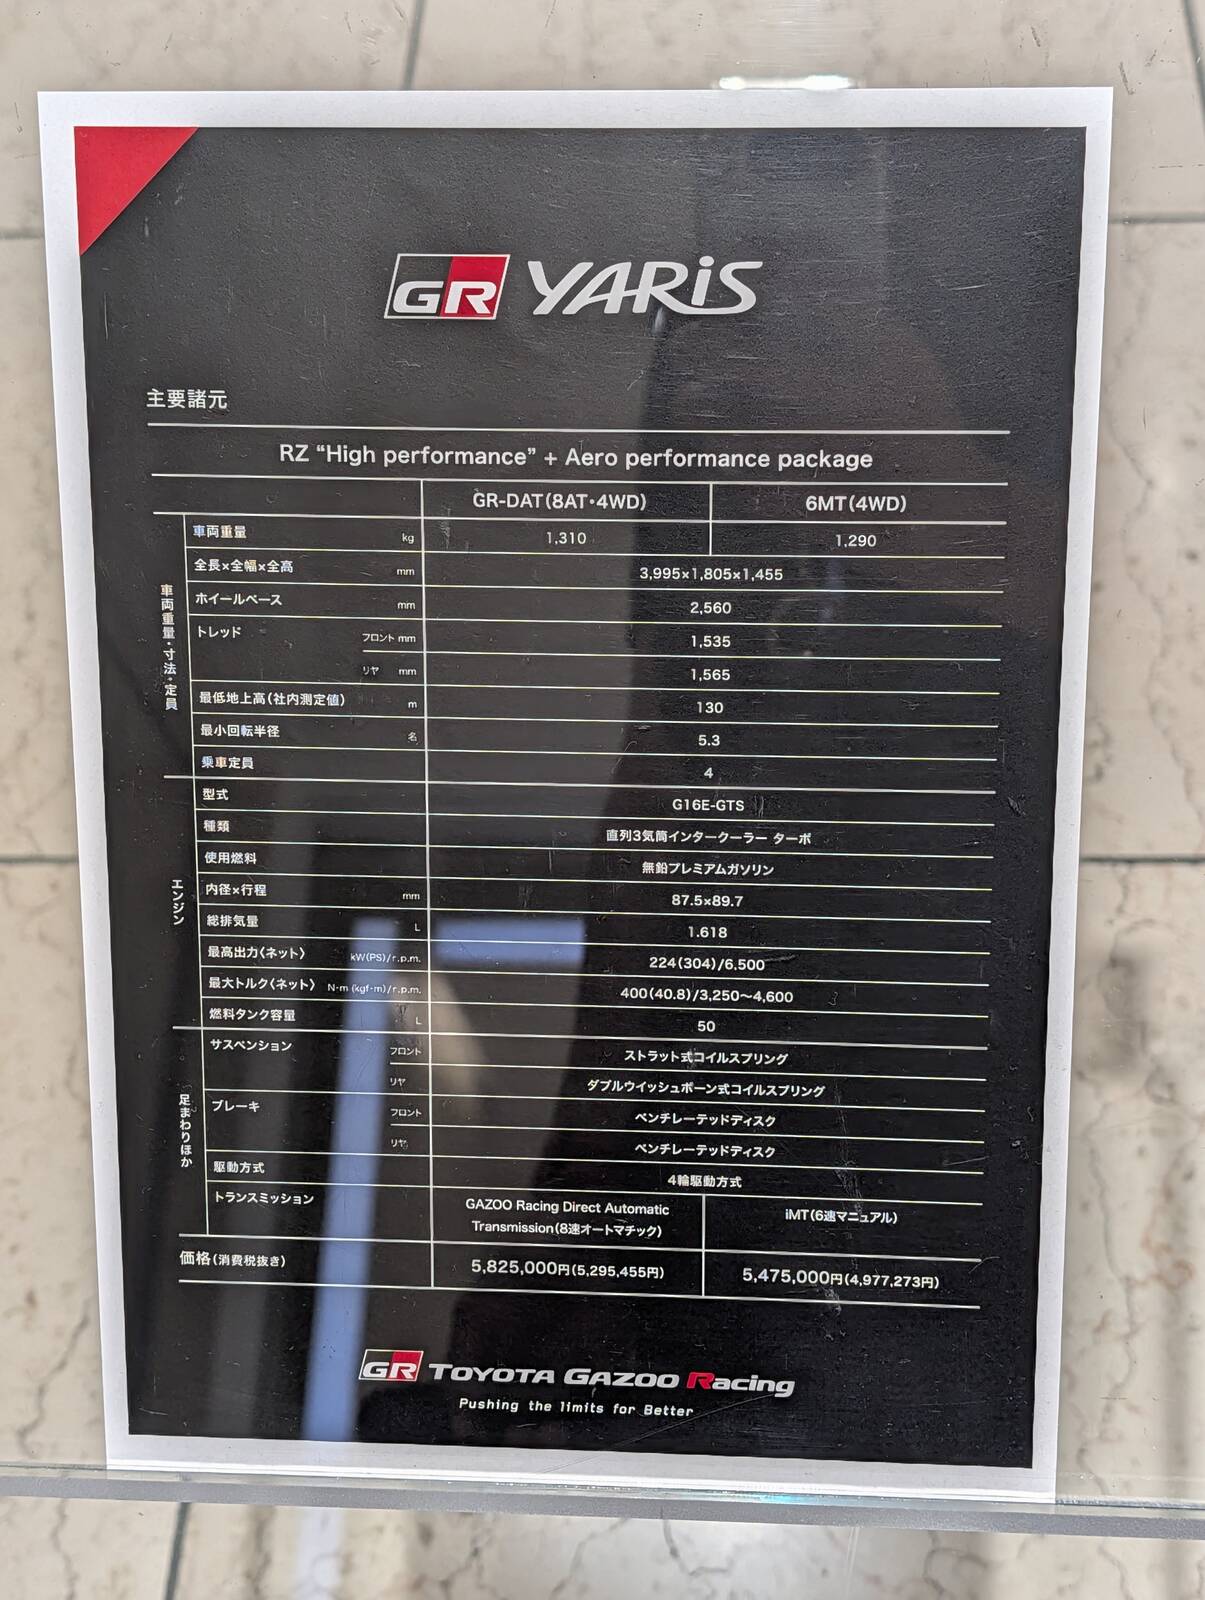 GR YARiS
主要諸元
RZ “High performance” + Aero performance package
GR-DAT(8AT・4WD) 6MT(4WD)
車両重量・寸法・定員
車両重量 kg 1,310 1,290
全長×全幅×全高 mm 3,995×1,805×1,455
ホイールベース mm 2,560
トレッド フロント mm 1,535
リヤ mm 1,565
最低地上高(社内測定値) m 130
最小回転半径 名 5.3
乗車定員 4
エンジン
型式 G16E-GTS
種類 直列3気筒インタークーラー ターボ
使用燃料 無鉛プレミアムガソリン
内径×行程 mm 87.5×89.7
総排気量 L 1.618
最高出力〈ネット〉 kW(PS)/r.p.m. 224(304)/6.500
最大トルク〈ネット〉 N・m (kgf・m)/r.p.m. 400(40.8)/3,250〜4,600
燃料タンク容量 L 50
足まわりほか
サスペンション フロント ストラット式コイルスプリング
リヤ ダブルウイッシュボーン式コイルスプリング
ブレーキ フロント ベンチレーテッドディスク
リヤ ベンチレーテッドディスク
駆動方式 4輪駆動方式
トランスミッション GAZOO Racing Direct Automatic
Transmission(8速オートマチック) iMT(6速マニュアル)
価格(消費税抜き) 5,825,000円(5,295,455円) 5,475,000円(4,977,273円)
GR TOYOTA GAZOO Racing
Pushing the limits for Better